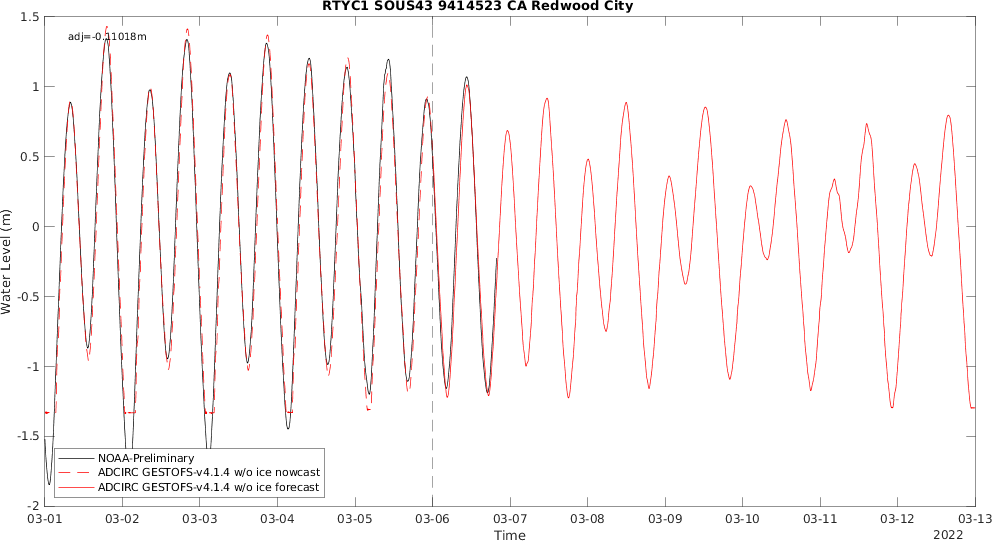 RTYC1 SOUS43 9414523 CA Redwood City
adj=-0.11018m
1.5
1
0.5
0
-0.5
-1
-1.5
-2
Water Level (m)
NOAA-Preliminary
ADCIRC GESTOFS-v4.1.4 w/o ice nowcast
ADCIRC GESTOFS-v4.1.4 w/o ice forecast
03-01 03-02 03-03 03-04 03-05 03-06 03-07 03-08 03-09 03-10 03-11 03-12 03-13
Time
2022